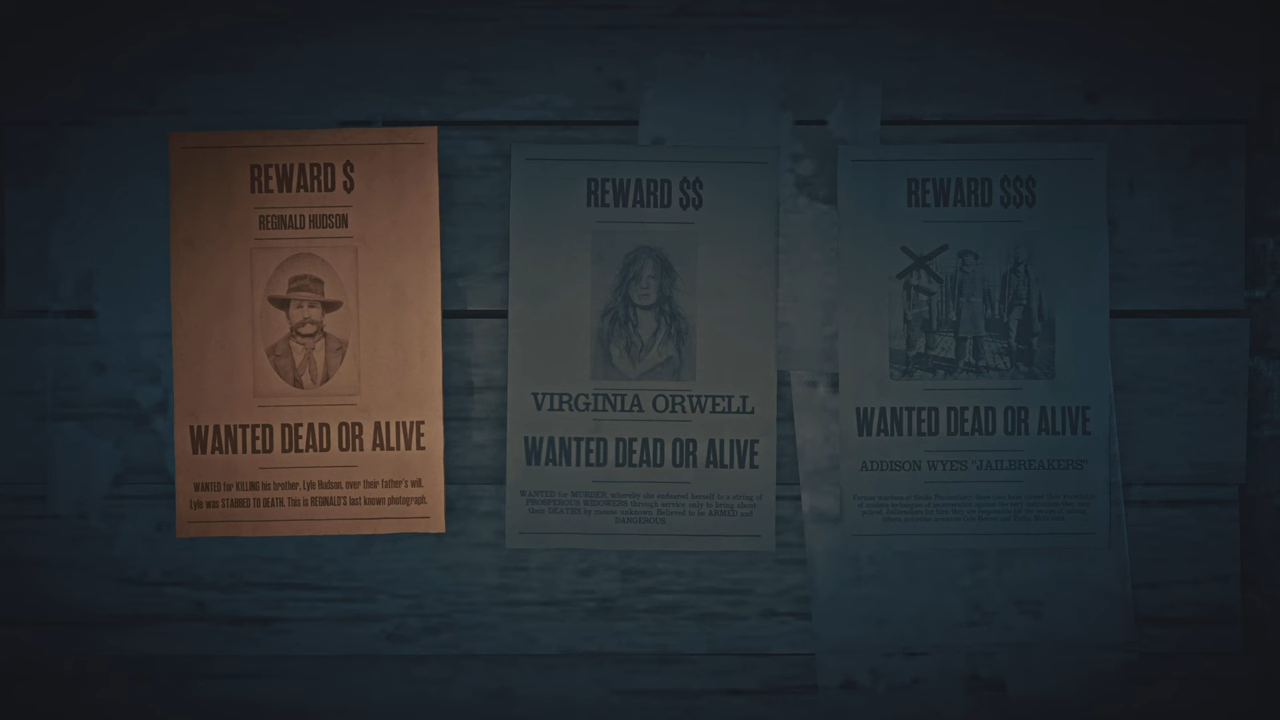 REWARD $
REGINALD HUDSON
WANTED DEAD OR ALIVE
WANTED for KILLING his brother, Lyle Hudson, over their father's will.
Lyle was STABBED TO DEATH. This is REGINALD'S last known photograph.
REWARD $$
VIRGINIA ORWELL
WANTED DEAD OR ALIVE
WANTED for MURDER, whereby she endeared herself to a string of
PROSPEROUS WIDOWERS through service only to bring about
their DEATHS by means unknown. Believed to be ARMED and
DANGEROUS.
REWARD $$$
WANTED DEAD OR ALIVE
ADDISON WYE'S "JAILBREAKERS"